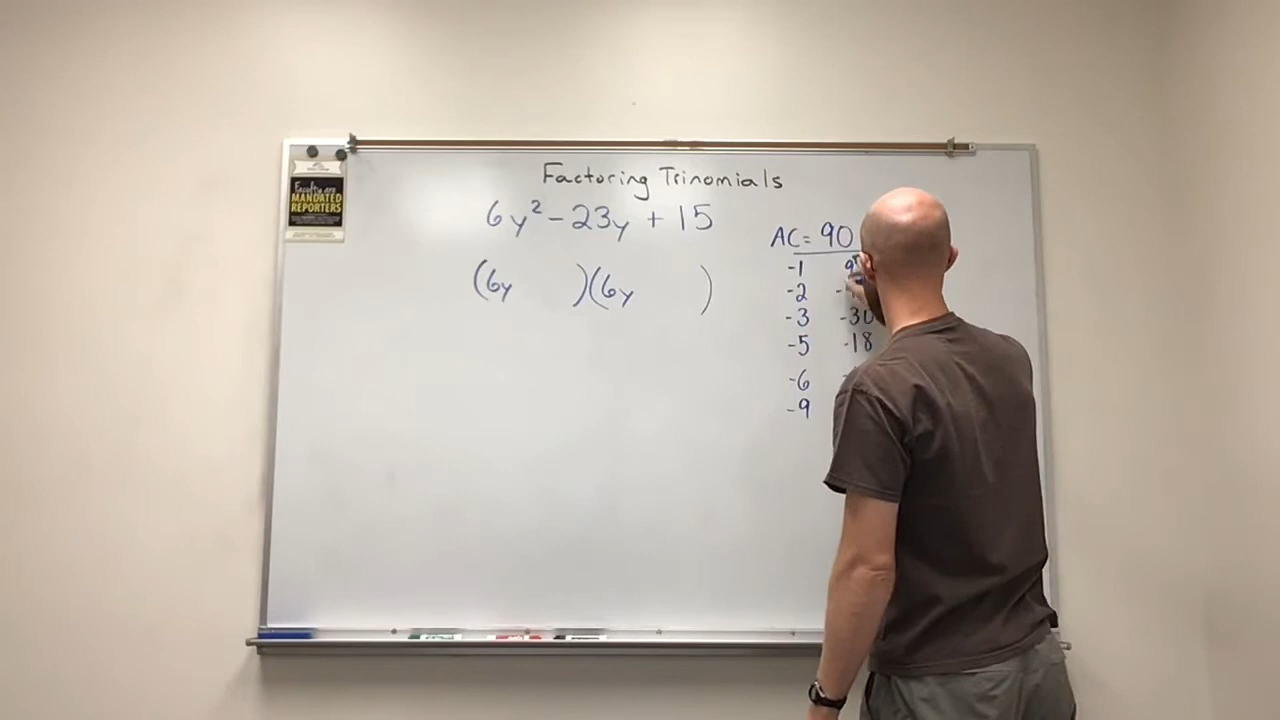 Factoring Trinomials
6y² - 23y + 15
(6y )(6y )
AC= 90
-1
-2
-3 -30
-5 -18
-6
-9
Faculty are
MANDATED
REPORTERS